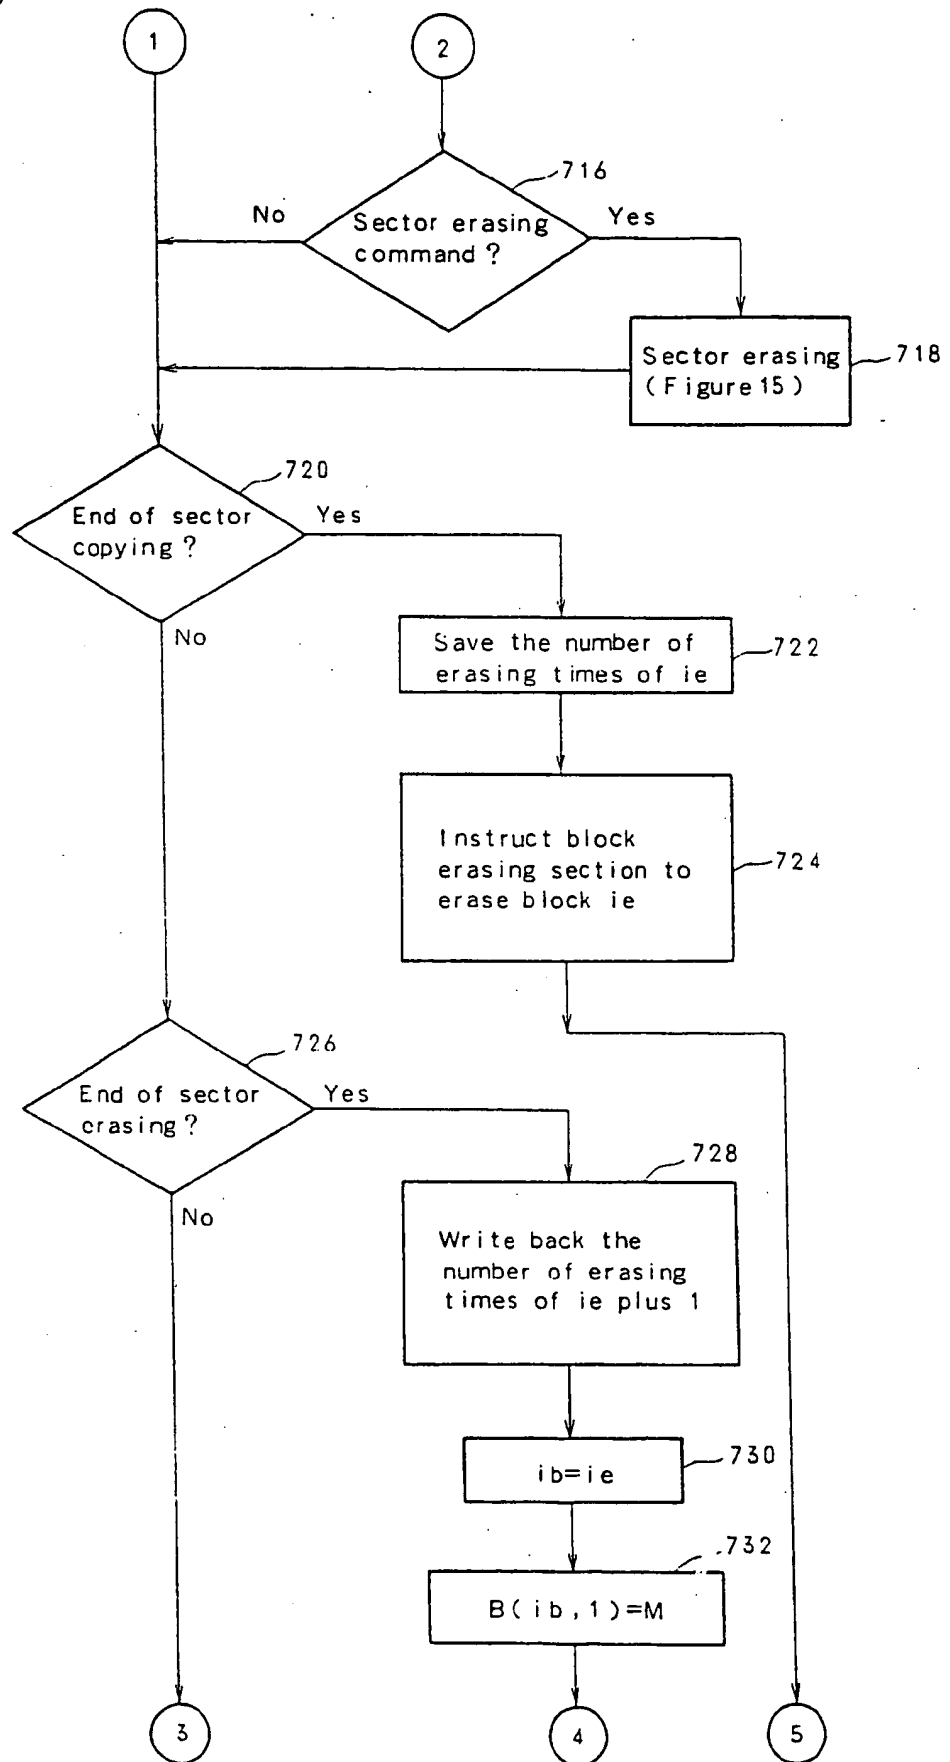 1
2
716
No
Sector erasing
command?
Yes
Sector erasing
(Figure 15)
718
720
End of sector
copying?
Yes
No
Save the number of
erasing times of ie
722
Instruct block
erasing section to
erase block ie
724
726
End of sector
erasing?
Yes
No
728
Write back the
number of erasing
times of ie plus 1
ib=ie
730
732
B(ib,1)=M
3
4
5